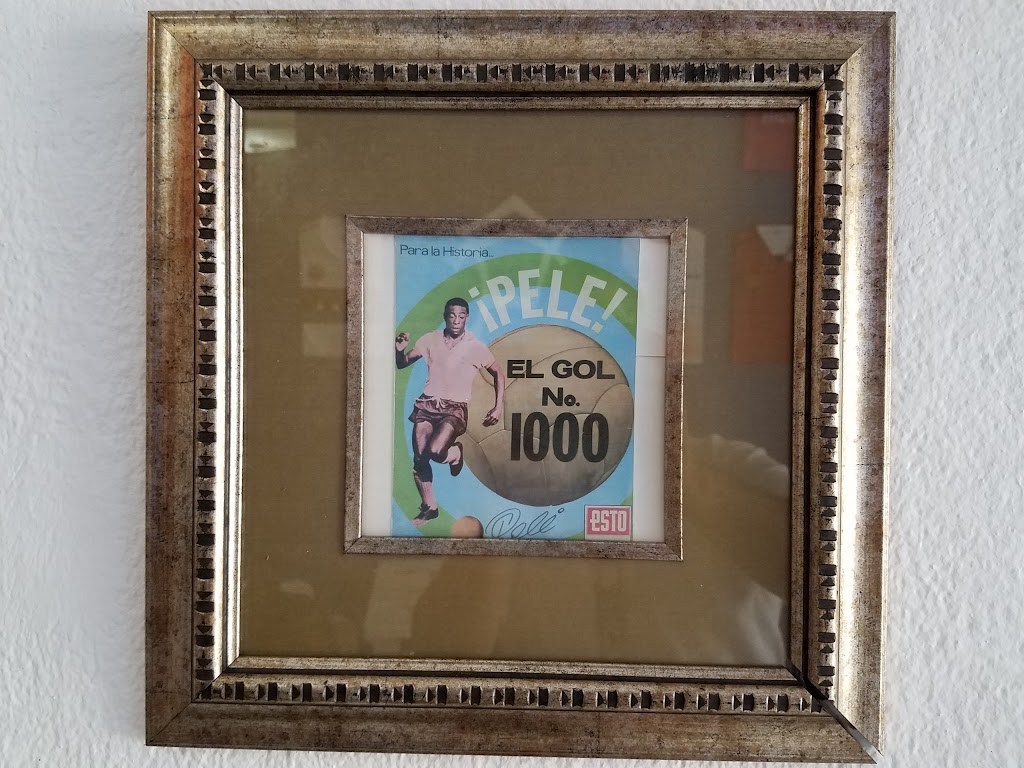 Para la Historia...
¡PELE!
EL GOL
No.
1000
Pelé
esto